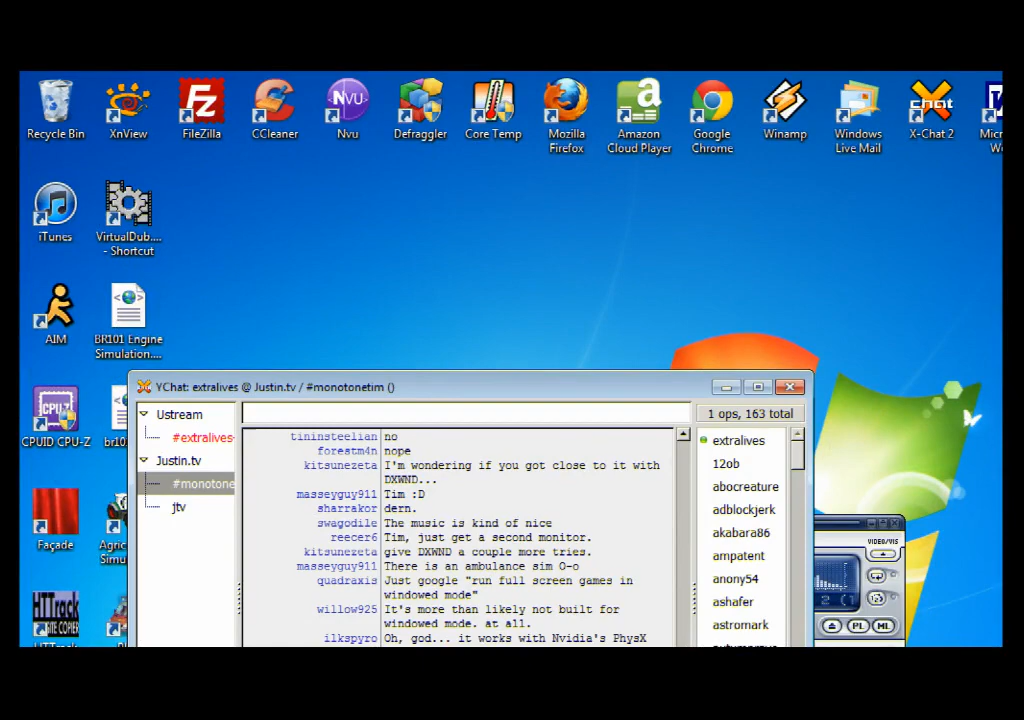 Recycle Bin
XnView
FileZilla
CCleaner
Nvu
Defraggler
Core Temp
Mozilla
Firefox
Amazon
Cloud Player
Google
Chrome
Winamp
Windows
Live Mail
X-Chat 2
iTunes
VirtualDub....
- Shortcut
AIM
BR101 Engine
Simulation....
CPUID CPU-Z
Façade
YChat: extralives @ Justin.tv / #monotonetim ()
Ustream
#extralives
Justin.tv
#monotone
jtv
1 ops, 163 total
tininsteelian no
forestm4n nope
kitsunezeta I'm wondering if you got close to it with
DXWND...
masseyguy911 Tim :D
sharrakor dern.
swagodile The music is kind of nice
reecer6 Tim, just get a second monitor.
kitsunezeta give DXWND a couple more tries.
masseyguy911 There is an ambulance sim O-o
quadraxis Just google "run full screen games in
windowed mode"
willow925 It's more than likely not built for
windowed mode. at all.
ilkspyro Oh, god... it works with Nvidia's PhysX
extralives
12ob
abocreature
adblockjerk
akabara86
ampatent
anony54
ashafer
astromark
VIDEO/VIS
PL
ML